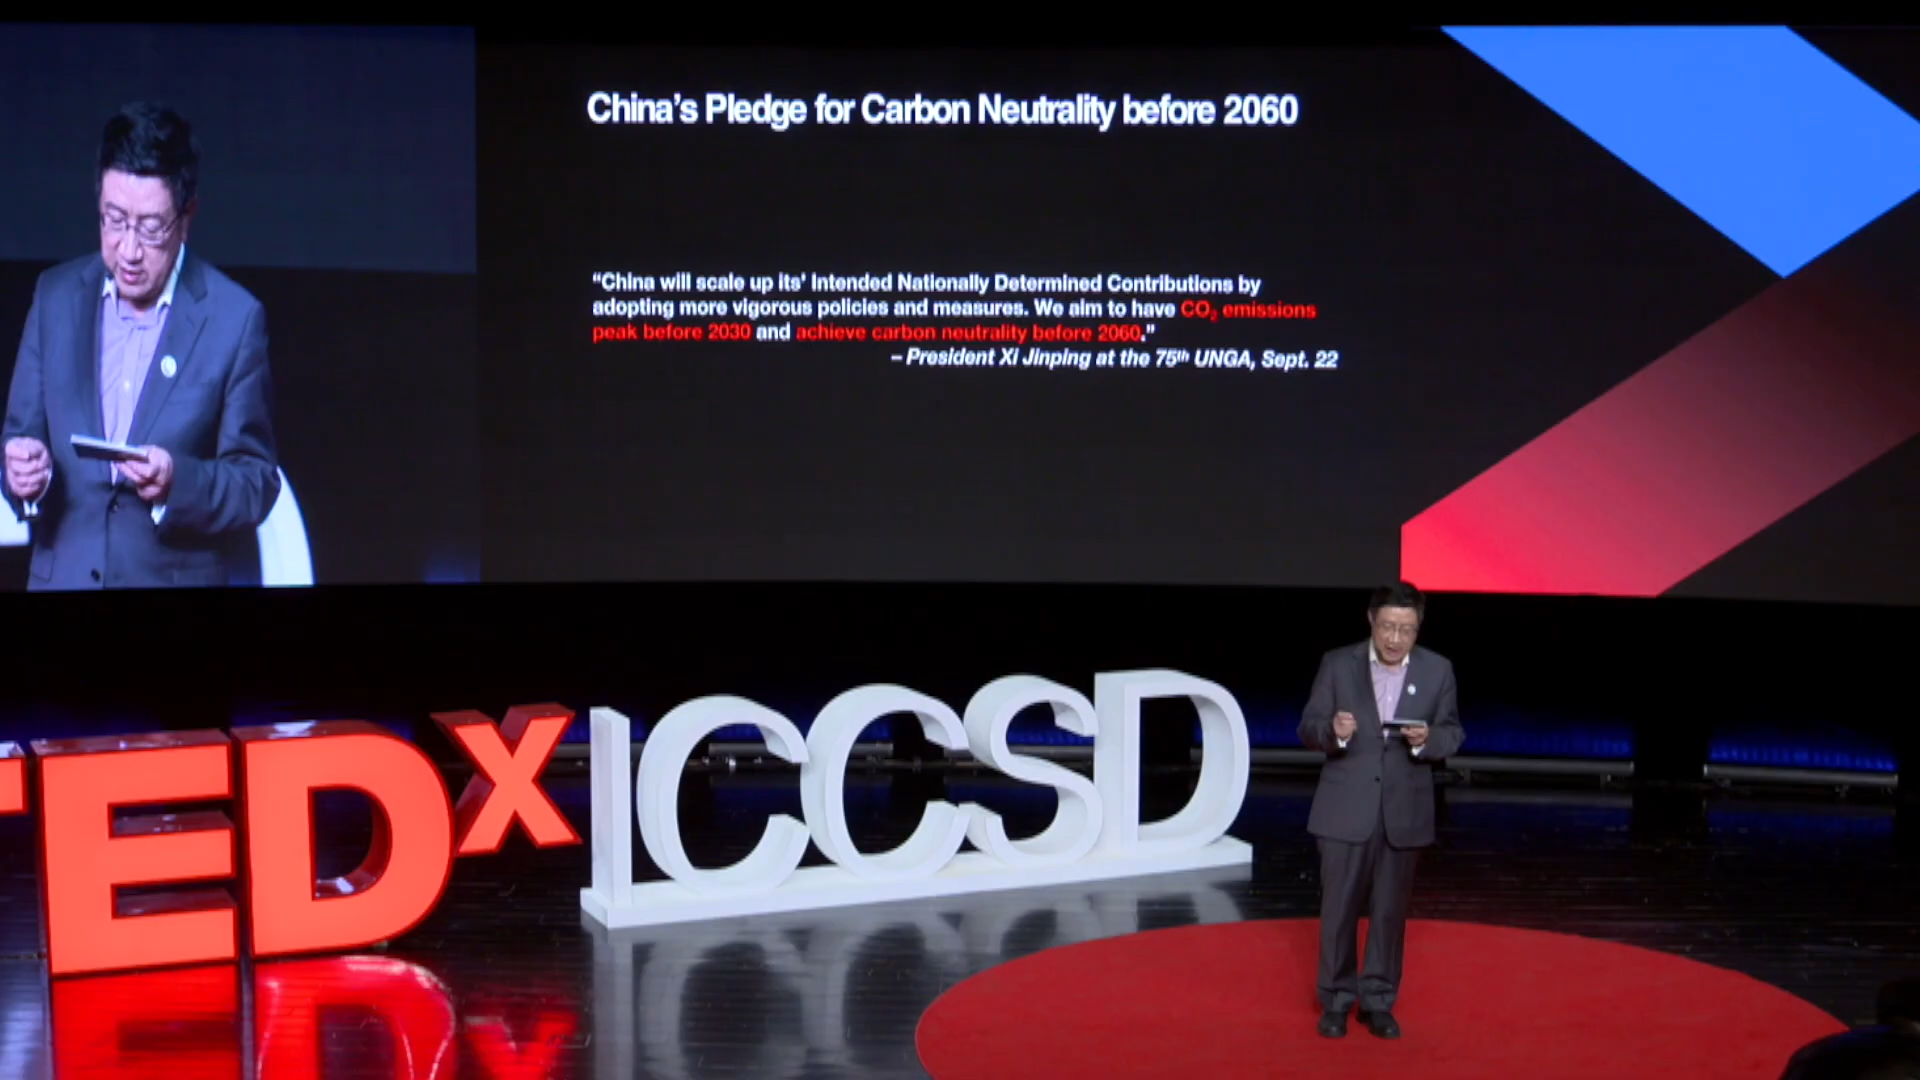 China's Pledge for Carbon Neutrality before 2060
“China will scale up its' Intended Nationally Determined Contributions by
adopting more vigorous policies and measures. We aim to have CO₂ emissions
peak before 2030 and achieve carbon neutrality before 2060.”
– President Xi Jinping at the 75th UNGA, Sept. 22
TEDx ICCSD